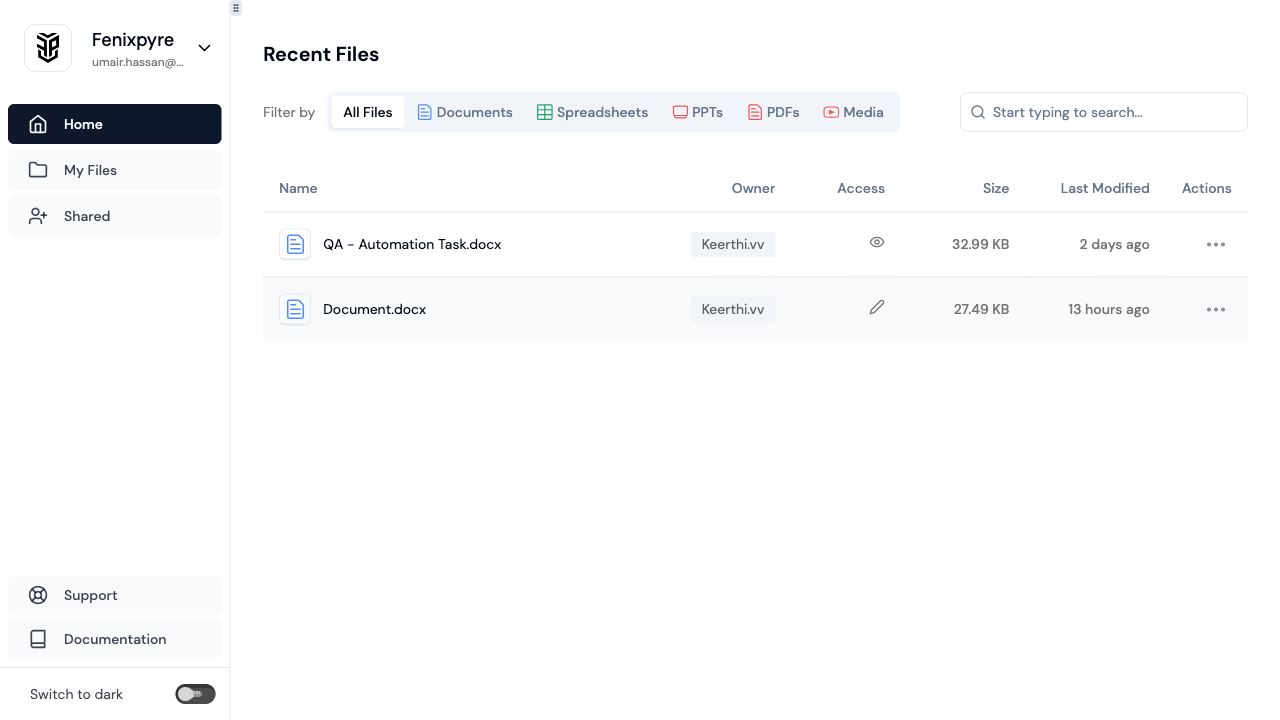 Fenixpyre
umair.hassan@...
Home
My Files
Shared
Support
Documentation
Switch to dark
Recent Files
Filter by All Files Documents Spreadsheets PPTs PDFs Media Start typing to search...
Name Owner Access Size Last Modified Actions
QA - Automation Task.docx Keerthi.vv 32.99 KB 2 days ago
Document.docx Keerthi.vv 27.49 KB 13 hours ago